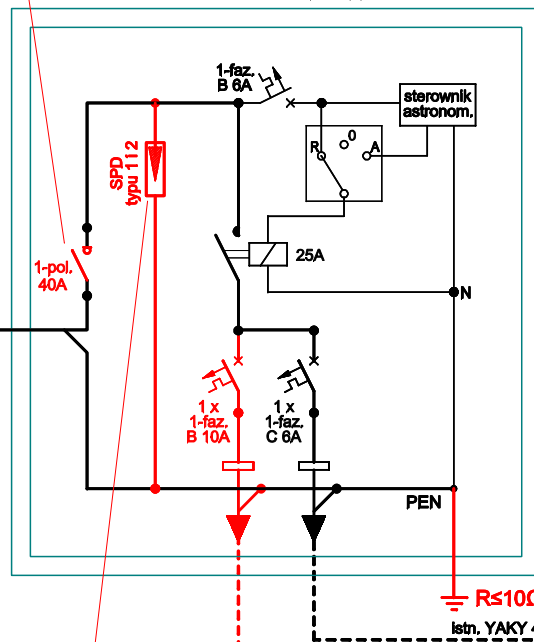 1-faz.
B 6A
sterownik
astronom.
0
R
A
SPD
typu 1 i 2
1-pol.
40A
25A
N
1 x
1-faz.
B 10A
1 x
1-faz.
C 6A
PEN
R≤10Ω
istn. YAKY